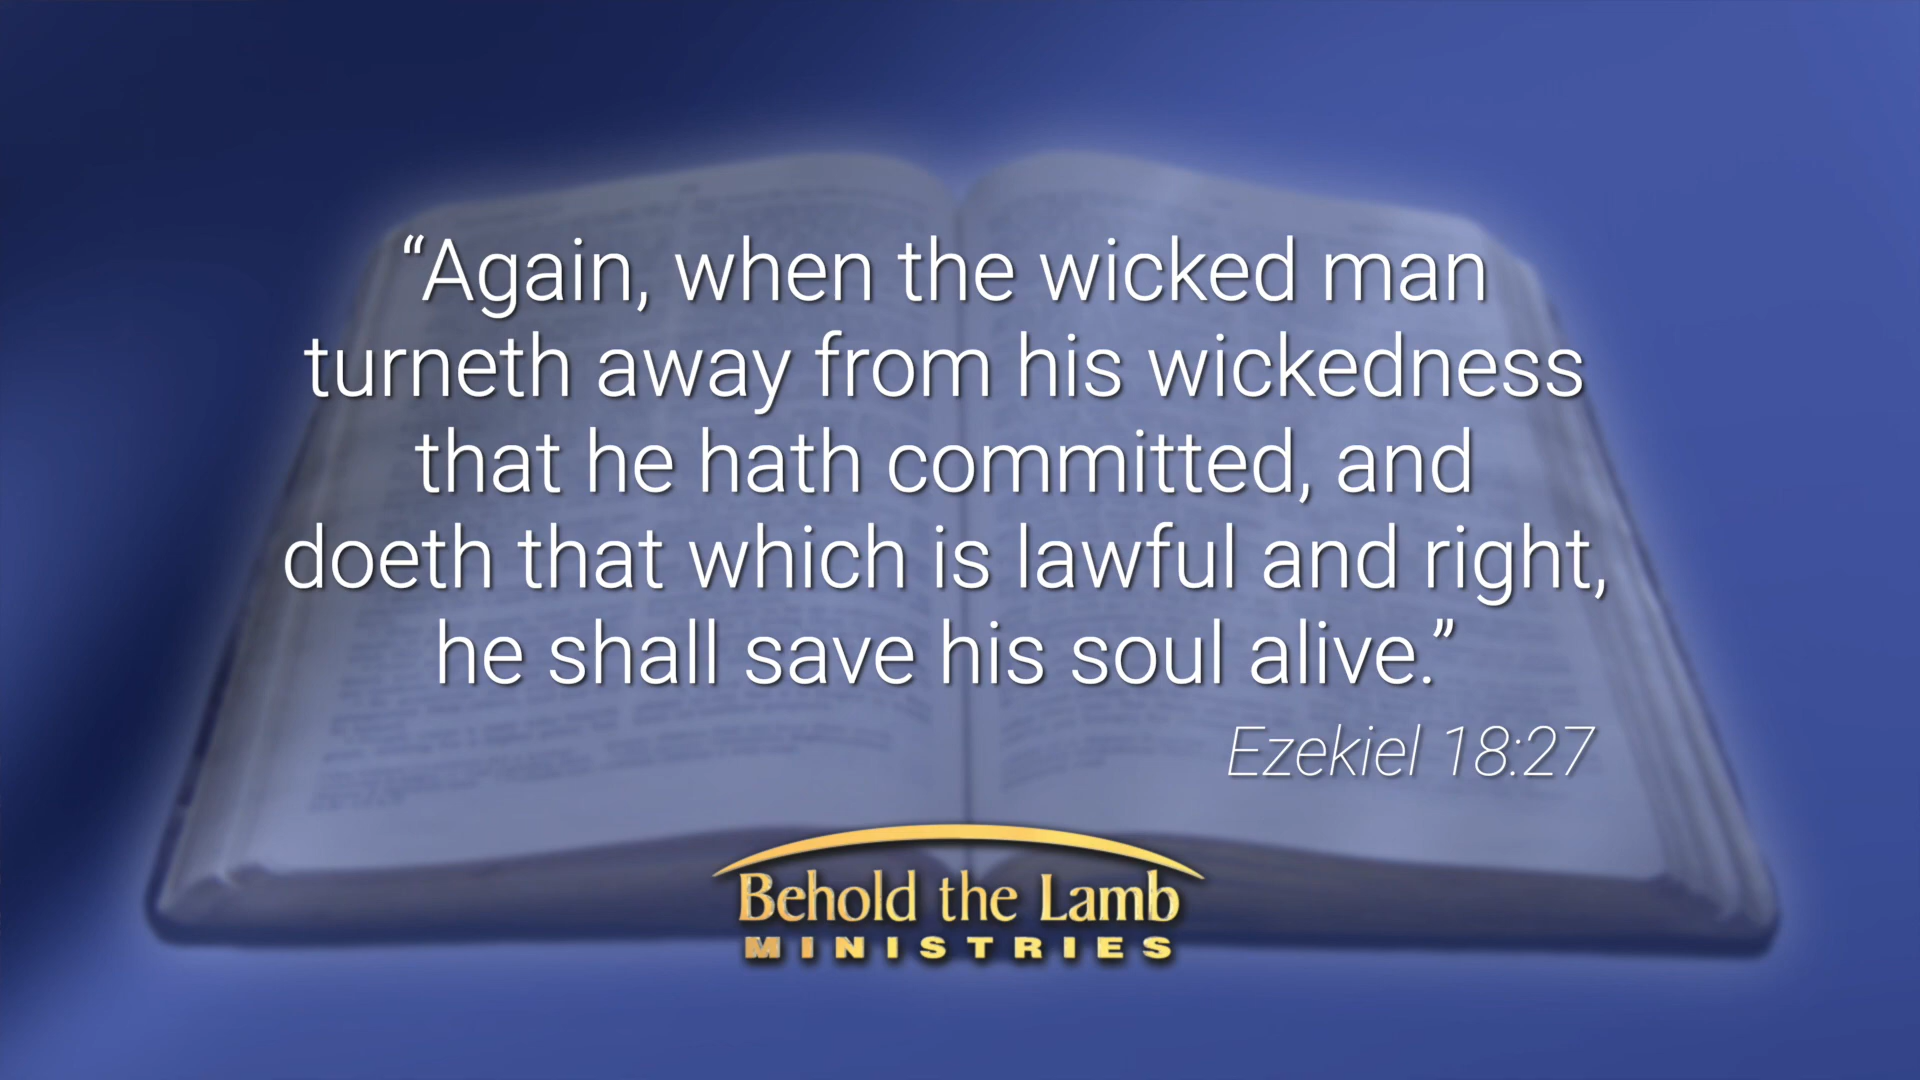 “Again, when the wicked man
turneth away from his wickedness
that he hath committed, and
doeth that which is lawful and right,
he shall save his soul alive.”
Ezekiel 18:27
Behold the Lamb
MINISTRIES